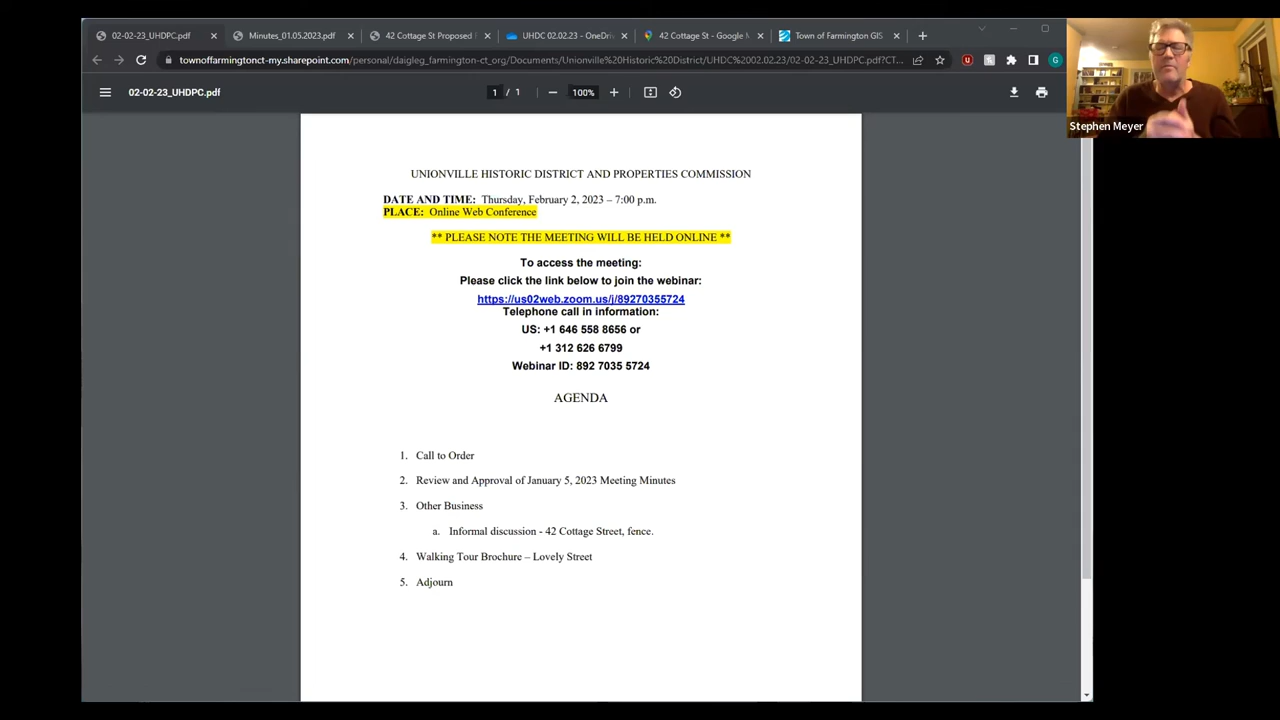 02-02-23_UHDPC.pdf
Minutes_01.05.2023.pdf
42 Cottage St Proposed
UHDC 02.02.23 - OneDriv
42 Cottage St - Google M
Town of Farmington GIS
townoffarmingtonct-my.sharepoint.com/personal/daigleg_farmington-ct_org/Documents/Unionville%20Historic%20District/UHDC%2002.02.23/02-02-23_UHDPC.pdf?CT...
G
02-02-23_UHDPC.pdf
1 / 1
100%
Stephen Meyer
UNIONVILLE HISTORIC DISTRICT AND PROPERTIES COMMISSION
DATE AND TIME: Thursday, February 2, 2023 – 7:00 p.m.
PLACE: Online Web Conference
** PLEASE NOTE THE MEETING WILL BE HELD ONLINE **
To access the meeting:
Please click the link below to join the webinar:
https://us02web.zoom.us/j/89270355724
Telephone call in information:
US: +1 646 558 8656 or
+1 312 626 6799
Webinar ID: 892 7035 5724
AGENDA
1. Call to Order
2. Review and Approval of January 5, 2023 Meeting Minutes
3. Other Business
a. Informal discussion - 42 Cottage Street, fence.
4. Walking Tour Brochure – Lovely Street
5. Adjourn